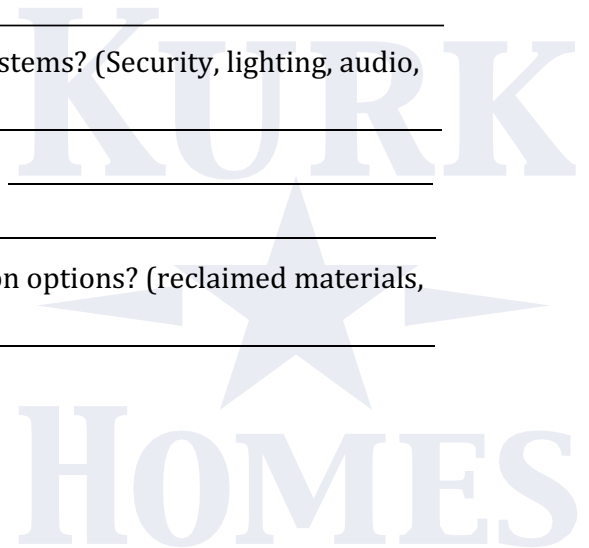 KURK
stems? (Security, lighting, audio,
on options? (reclaimed materials,
HOMES